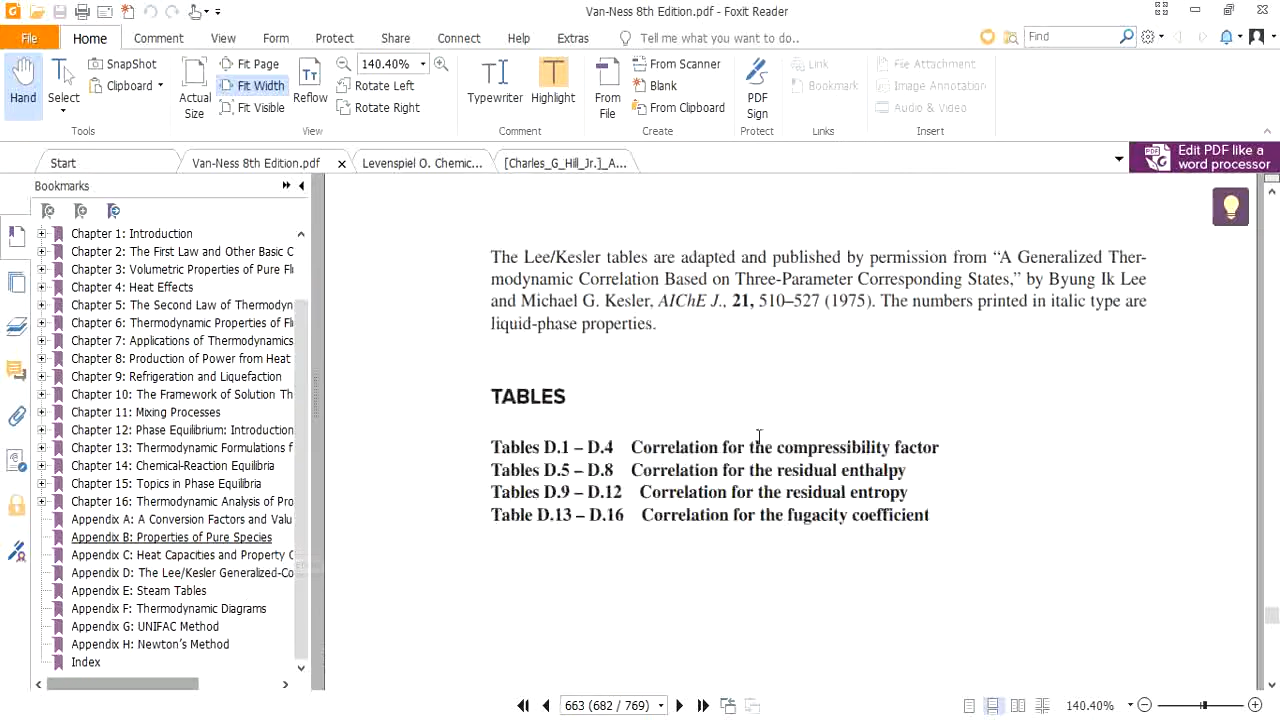 Van-Ness 8th Edition.pdf - Foxit Reader
File Home Comment View Form Protect Share Connect Help Extras Tell me what you want to do.. Find
Hand
Select
SnapShot
Clipboard
Tools
Actual
Size
Fit Page
Fit Width
Fit Visible
Reflow
140.40%
Rotate Left
Rotate Right
View
Typewriter
Highlight
Comment
From
File
From Scanner
Blank
From Clipboard
Create
PDF
Sign
Protect
Link
Bookmark
Links
File Attachment
Image Annotation
Audio & Video
Insert
Start Van-Ness 8th Edition.pdf Levenspiel O. Chemic... [Charles_G_Hill_Jr.]_A...
Edit PDF like a
word processor
Bookmarks
Chapter 1: Introduction
Chapter 2: The First Law and Other Basic C
Chapter 3: Volumetric Properties of Pure Fl
Chapter 4: Heat Effects
Chapter 5: The Second Law of Thermodyn
Chapter 6: Thermodynamic Properties of Fl
Chapter 7: Applications of Thermodynamics
Chapter 8: Production of Power from Heat
Chapter 9: Refrigeration and Liquefaction
Chapter 10: The Framework of Solution Th
Chapter 11: Mixing Processes
Chapter 12: Phase Equilibrium: Introduction
Chapter 13: Thermodynamic Formulations f
Chapter 14: Chemical-Reaction Equilibria
Chapter 15: Topics in Phase Equilibria
Chapter 16: Thermodynamic Analysis of Pro
Appendix A: A Conversion Factors and Valu
Appendix B: Properties of Pure Species
Appendix C: Heat Capacities and Property C
Appendix D: The Lee/Kesler Generalized-Co
Appendix E: Steam Tables
Appendix F: Thermodynamic Diagrams
Appendix G: UNIFAC Method
Appendix H: Newton's Method
Index
The Lee/Kesler tables are adapted and published by permission from “A Generalized Ther-
modynamic Correlation Based on Three-Parameter Corresponding States,” by Byung Ik Lee
and Michael G. Kesler, AIChE J., 21, 510–527 (1975). The numbers printed in italic type are
liquid-phase properties.
TABLES
Tables D.1 – D.4 Correlation for the compressibility factor
Tables D.5 – D.8 Correlation for the residual enthalpy
Tables D.9 – D.12 Correlation for the residual entropy
Table D.13 – D.16 Correlation for the fugacity coefficient
663 (682 / 769)
140.40%